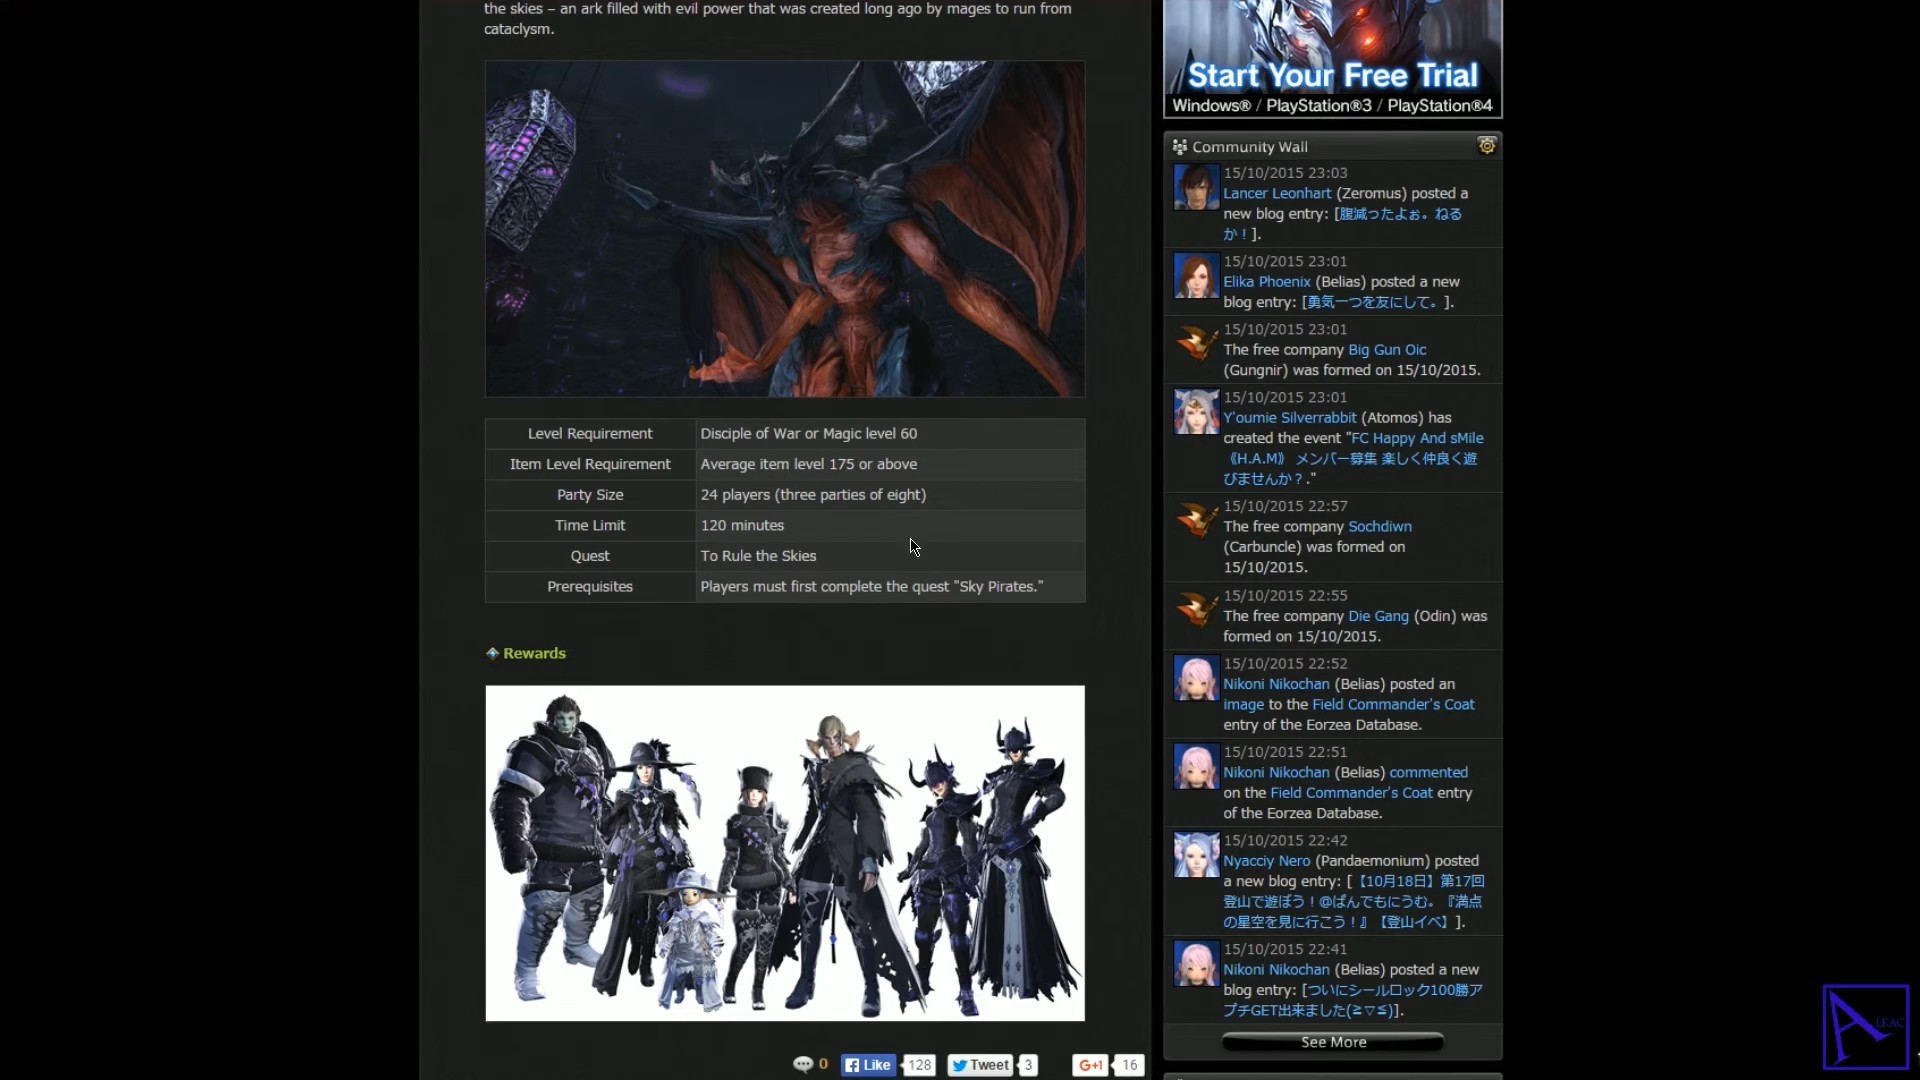 the skies – an ark filled with evil power that was created long ago by mages to run from
cataclysm.
Level Requirement Disciple of War or Magic level 60
Item Level Requirement Average item level 175 or above
Party Size 24 players (three parties of eight)
Time Limit 120 minutes
Quest To Rule the Skies
Prerequisites Players must first complete the quest "Sky Pirates."
Rewards
0 Like 128 Tweet 3 G+1 16
Start Your Free Trial
Windows® / PlayStation®3 / PlayStation®4
Community Wall
15/10/2015 23:03
Lancer Leonhart (Zeromus) posted a
new blog entry: [腹減ったよぉ。ねる
か！].
15/10/2015 23:01
Elika Phoenix (Belias) posted a new
blog entry: [勇気一つを友にして。].
15/10/2015 23:01
The free company Big Gun Oic
(Gungnir) was formed on 15/10/2015.
15/10/2015 23:01
Y'oumie Silverrabbit (Atomos) has
created the event "FC Happy And sMile
《H.A.M》 メンバー募集 楽しく仲良く遊
びませんか？."
15/10/2015 22:57
The free company Sochdiwn
(Carbuncle) was formed on
15/10/2015.
15/10/2015 22:55
The free company Die Gang (Odin) was
formed on 15/10/2015.
15/10/2015 22:52
Nikoni Nikochan (Belias) posted an
image to the Field Commander's Coat
entry of the Eorzea Database.
15/10/2015 22:51
Nikoni Nikochan (Belias) commented
on the Field Commander's Coat entry
of the Eorzea Database.
15/10/2015 22:42
Nyacciy Nero (Pandaemonium) posted
a new blog entry: [【10月18日】第17回
登山で遊ぼう！@ぱんでもにうむ。『満点
の星空を見に行こう！』【登山イベ】].
15/10/2015 22:41
Nikoni Nikochan (Belias) posted a new
blog entry: [ついにシールロック100勝ア
プチGET出来ました(≧▽≦)].
See More